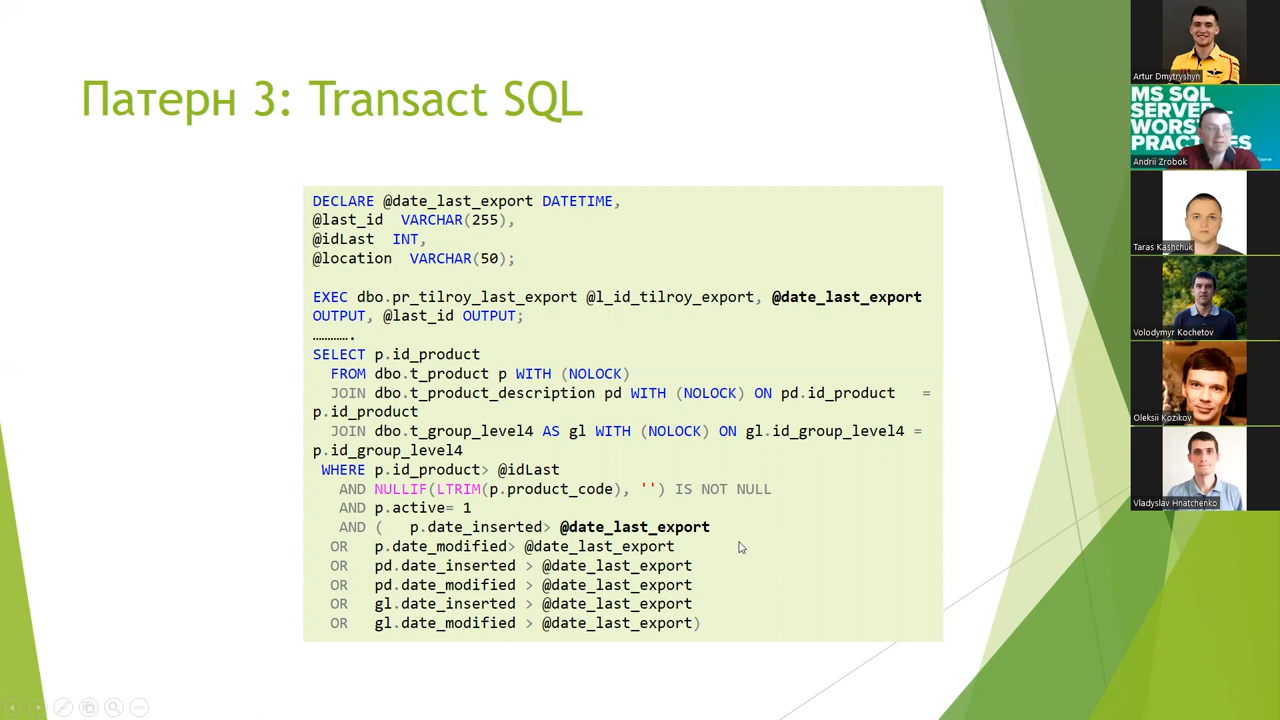 Патерн 3: Transact SQL
DECLARE @date_last_export DATETIME,
@last_id VARCHAR(255),
@idLast INT,
@location VARCHAR(50);
EXEC dbo.pr_tilroy_last_export @l_id_tilroy_export, @date_last_export
OUTPUT, @last_id OUTPUT;
………….
SELECT p.id_product
FROM dbo.t_product p WITH (NOLOCK)
JOIN dbo.t_product_description pd WITH (NOLOCK) ON pd.id_product =
p.id_product
JOIN dbo.t_group_level4 AS gl WITH (NOLOCK) ON gl.id_group_level4 =
p.id_group_level4
WHERE p.id_product> @idLast
AND NULLIF(LTRIM(p.product_code), '') IS NOT NULL
AND p.active= 1
AND ( p.date_inserted> @date_last_export
OR p.date_modified> @date_last_export
OR pd.date_inserted > @date_last_export
OR pd.date_modified > @date_last_export
OR gl.date_inserted > @date_last_export
OR gl.date_modified > @date_last_export)
Artur Dmytryshyn
MS SQL
SERVER –
WORS
PRACTICES
Andrii Zrobok
Taras Kashchuk
Volodymyr Kochetov
Oleksii Kozikov
Vladyslav Hnatchenko